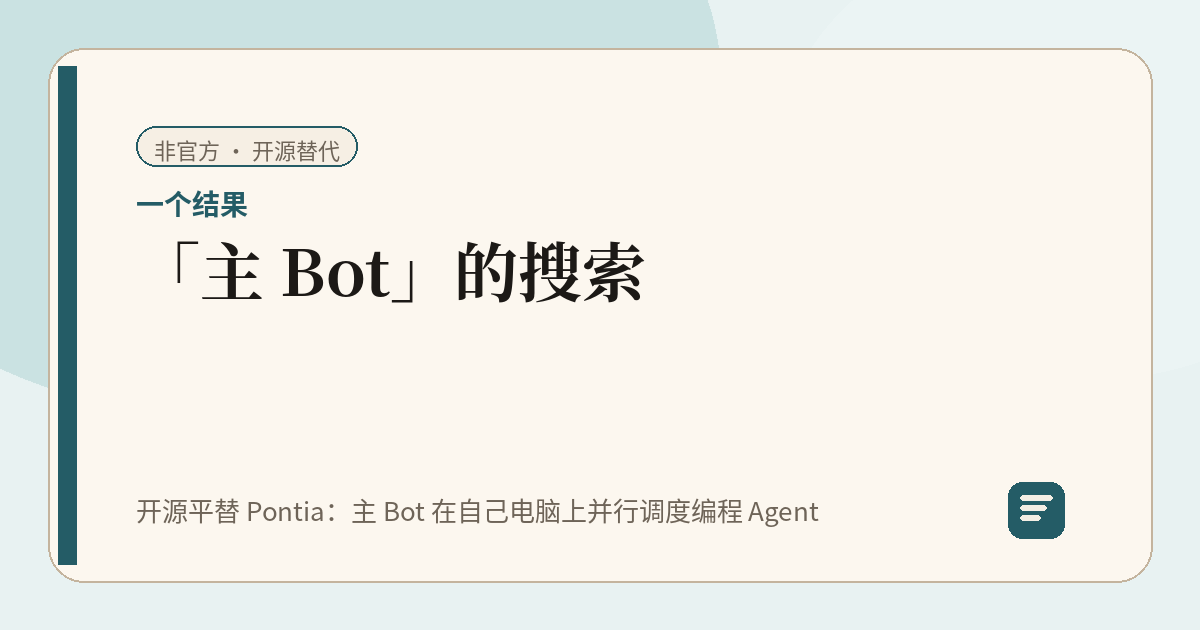 非官方 · 开源替代
一个结果
「主 Bot」的搜索
开源平替 Pontia：主 Bot 在自己电脑上并行调度编程 Agent